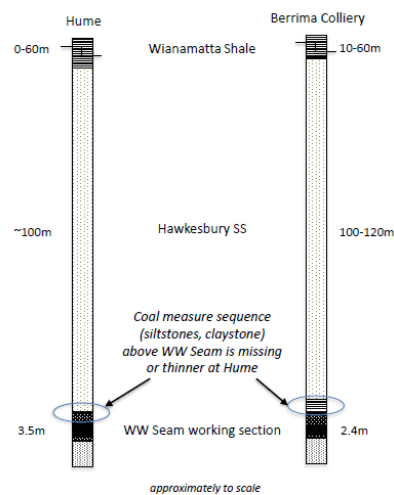 Hume
Berrima Colliery
0-60m
Wianamatta Shale
10-60m
~100m
Hawkesbury SS
100-120m
Coal measure sequence
(siltstones, claystone)
above WW Seam is missing
or thinner at Hume
3.5m
WW Seam working section
2.4m
approximately to scale